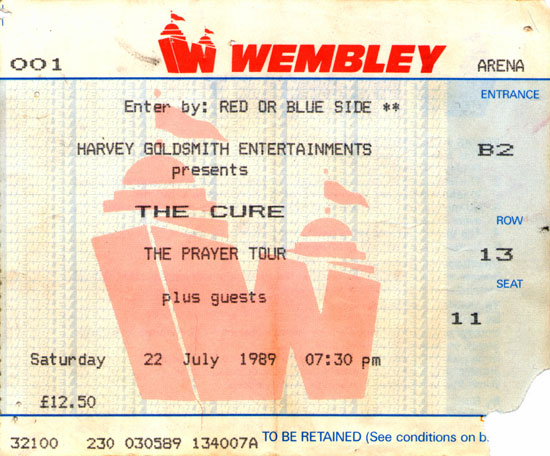 WEMBLEY
001 ARENA
ENTRANCE
Enter by: RED OR BLUE SIDE **
HARVEY GOLDSMITH ENTERTAINMENTS B2
presents
THE CURE
ROW
THE PRAYER TOUR 13
SEAT
plus guests
11
Saturday 22 July 1989 07:30 pm
£12.50
32100 230 030589 134007A TO BE RETAINED (See conditions on b